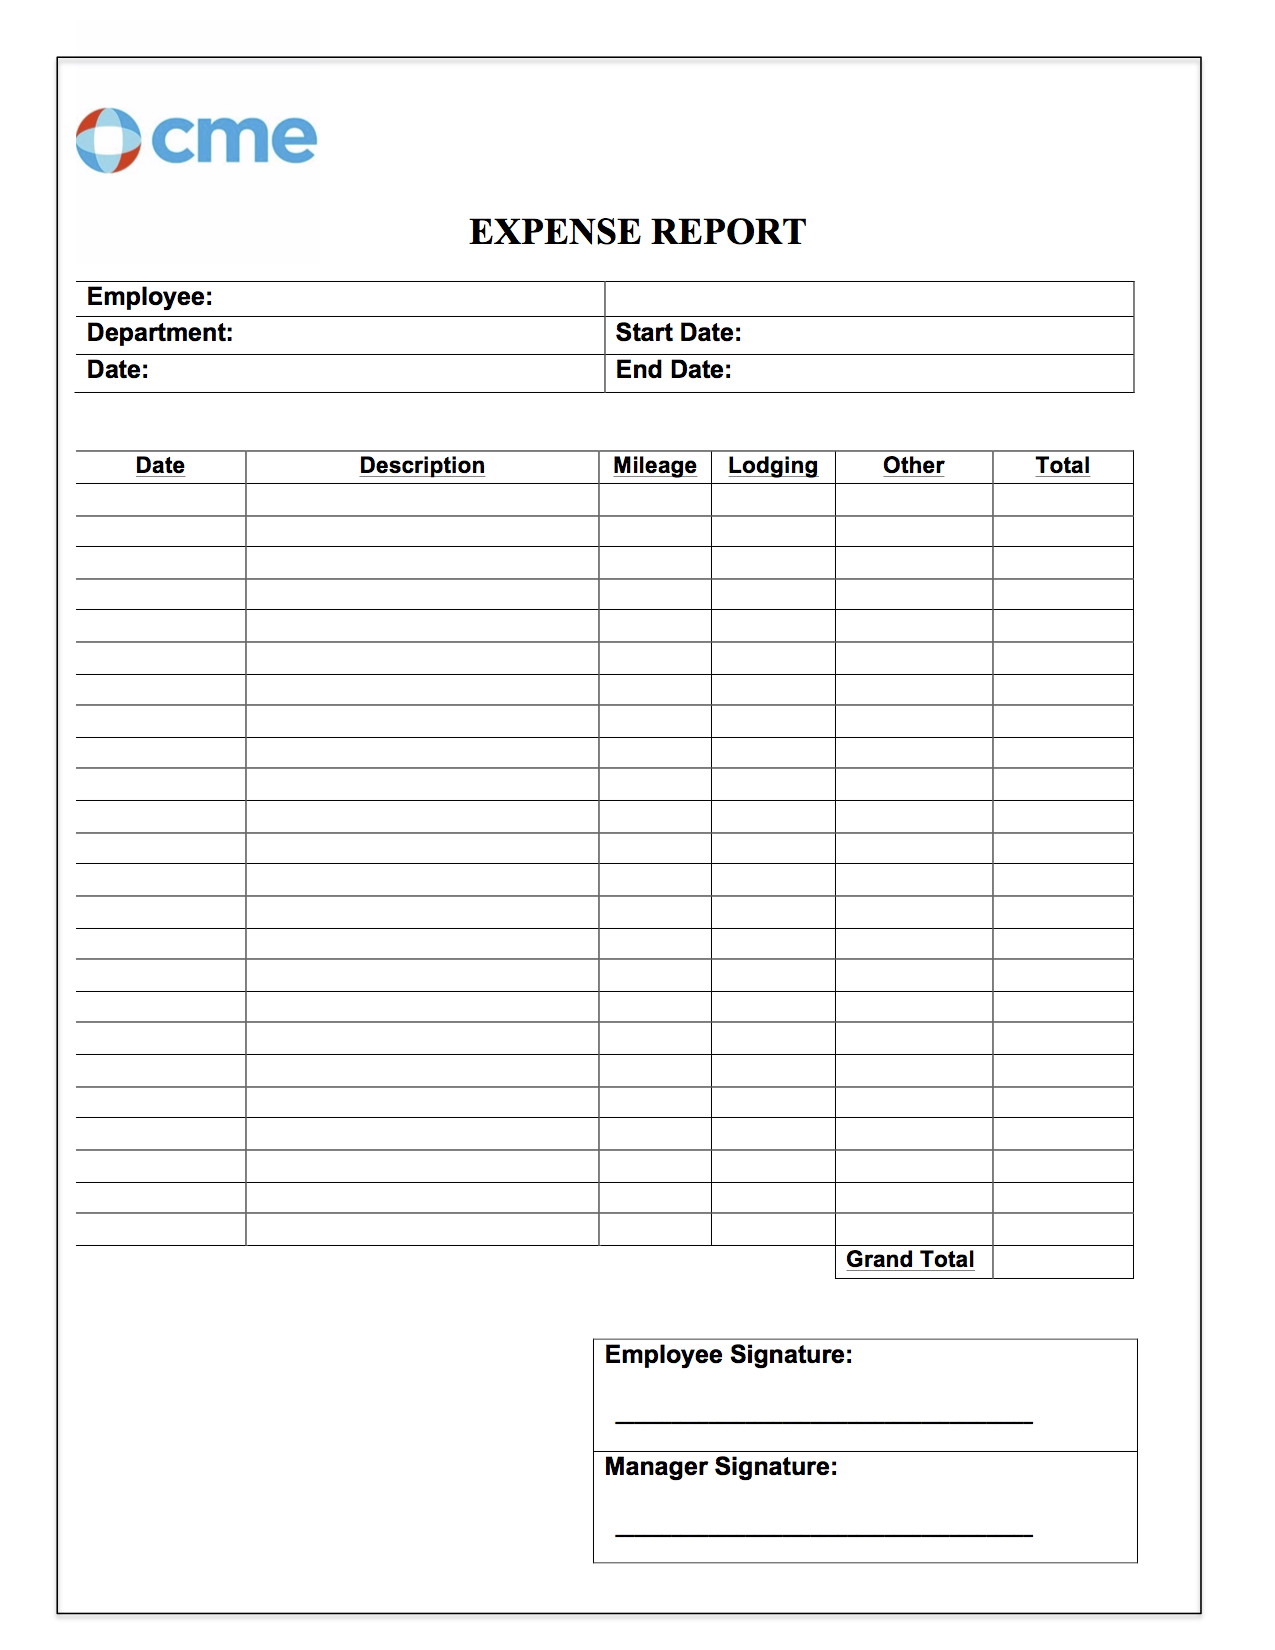 cme
EXPENSE REPORT
Employee:
Department: Start Date:
Date: End Date:
Date Description Mileage Lodging Other Total
Grand Total
Employee Signature:
Manager Signature: